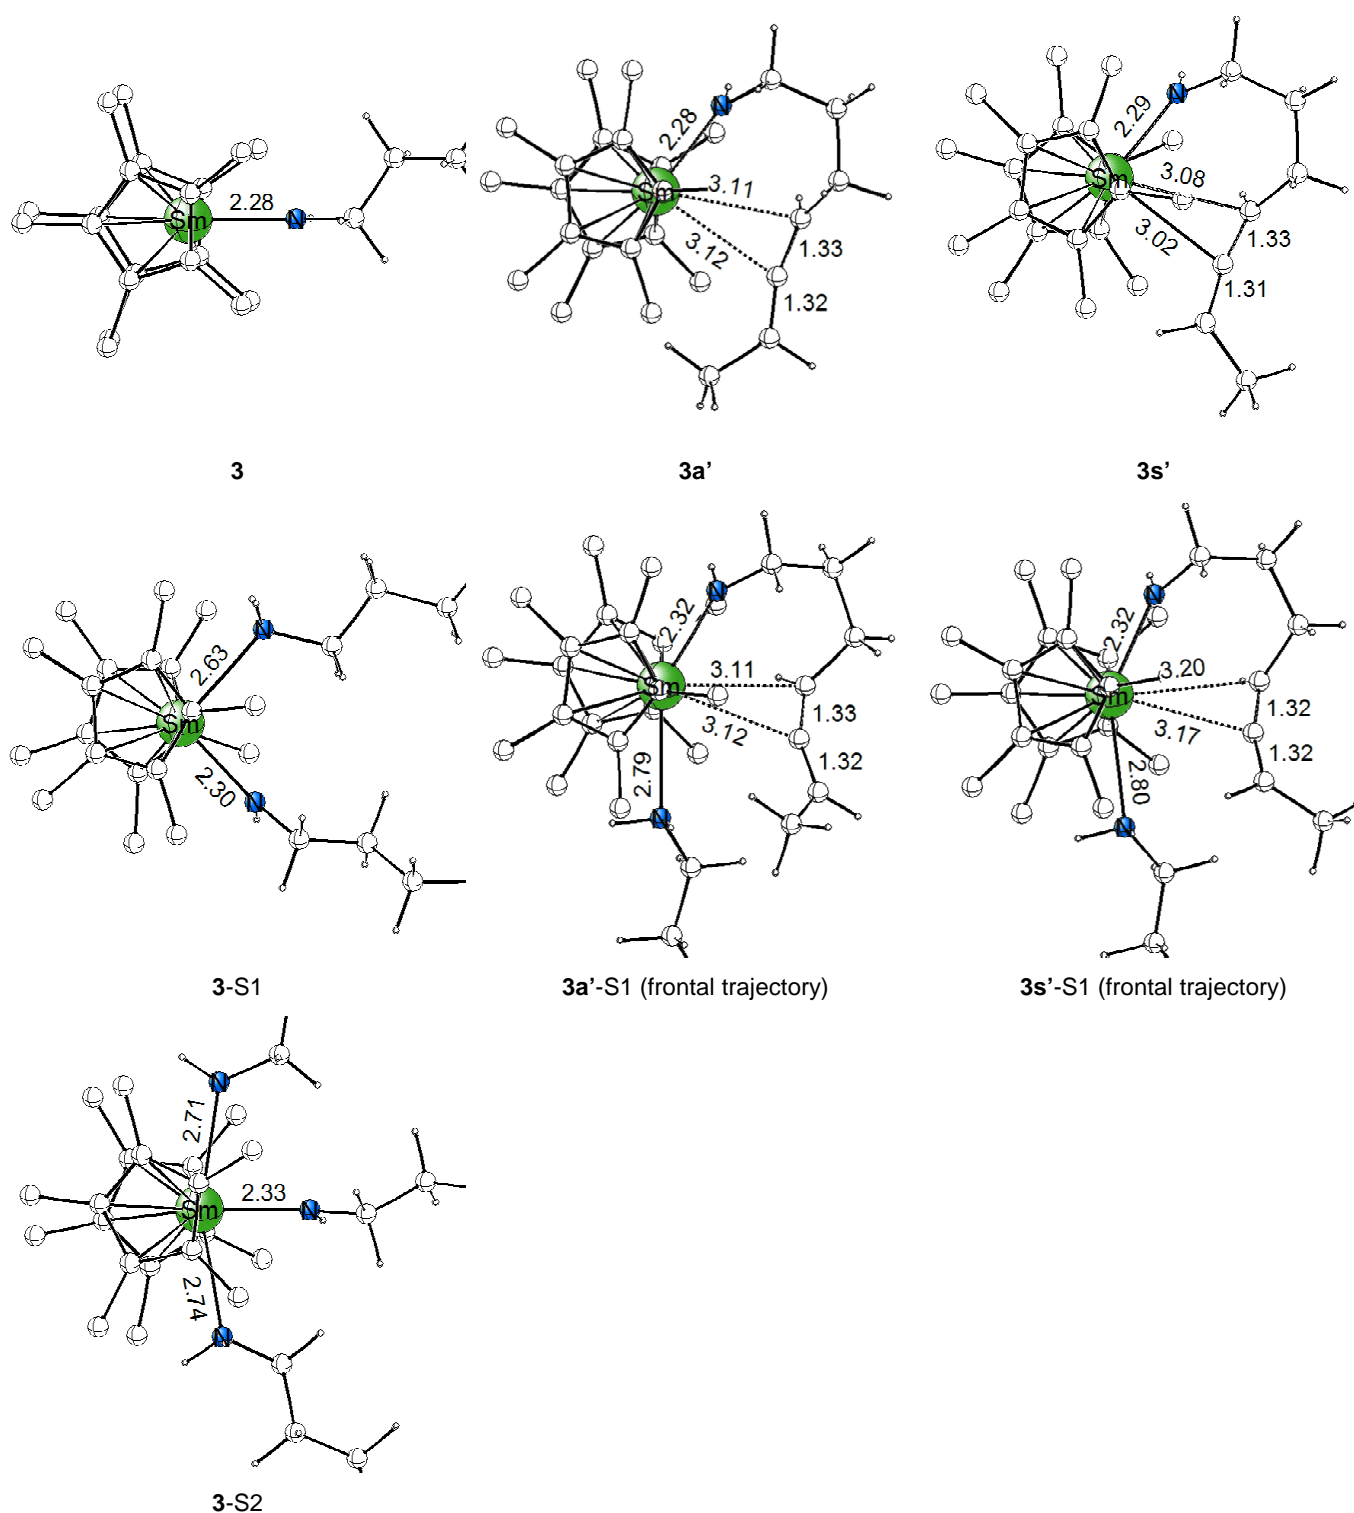 Sm 2.28 N
Sm 2.28 N 3.11 3.12 1.33 1.32
Sm 2.29 N 3.08 3.02 1.33 1.31
3 3a’ 3s’
Sm 2.63 N 2.30 N
Sm 2.32 N 3.11 3.12 1.33 1.32 2.79 N
Sm 2.32 N 3.20 3.17 1.32 1.32 2.80 N
3-S1 3a’-S1 (frontal trajectory) 3s’-S1 (frontal trajectory)
N 2.71
Sm 2.33 N
2.74 N
3-S2